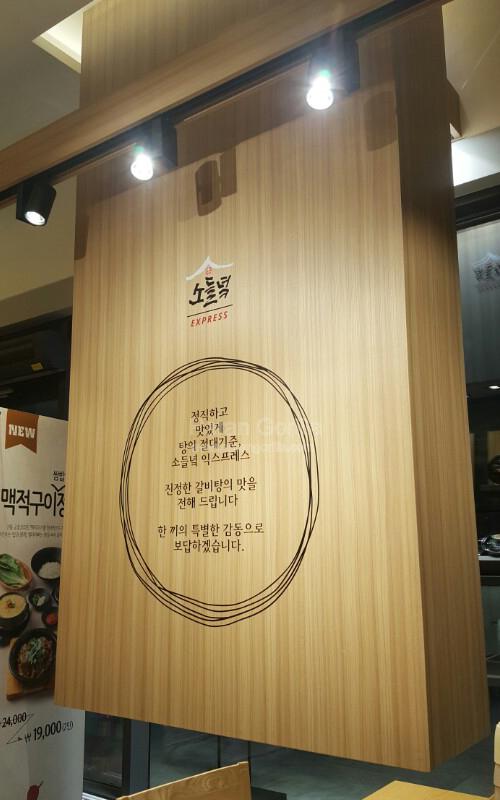 소들녘
EXPRESS
정직하고
맛있게
탕의 절대기준,
소들녘 익스프레스
진정한 갈비탕의 맛을
전해 드립니다
한 끼의 특별한 감동으로
보답하겠습니다.
NEW
맥적구이정
24,000
₩ 19,000